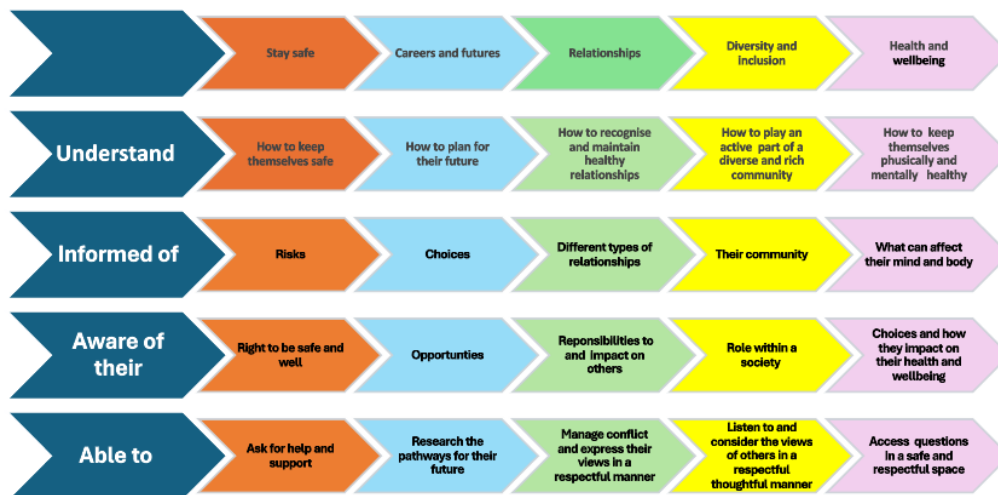 Stay safe
Careers and futures
Relationships
Diversity and
inclusion
Health and
wellbeing
Understand
How to keep
themselves safe
How to plan for
their future
How to recognise
and maintain
healthy
relationships
How to play an
active part of a
diverse and rich
community
How to keep
themselves
phusically and
mentally healthy
Informed of
Risks
Choices
Different types of
relationships
Their community
What can affect
their mind and body
Aware of
their
Right to be safe and
well
Opportunties
Reponsibilities to
and impact on
others
Role within a
society
Choices and how
they impact on
their health and
wellbeing
Able to
Ask for help and
support
Research the
pathways for their
future
Manage conflict
and express their
views in a
respectful manner
Listen to and
consider the views
of others in a
respectful
thoughtful manner
Access questions
in a safe and
respectful space